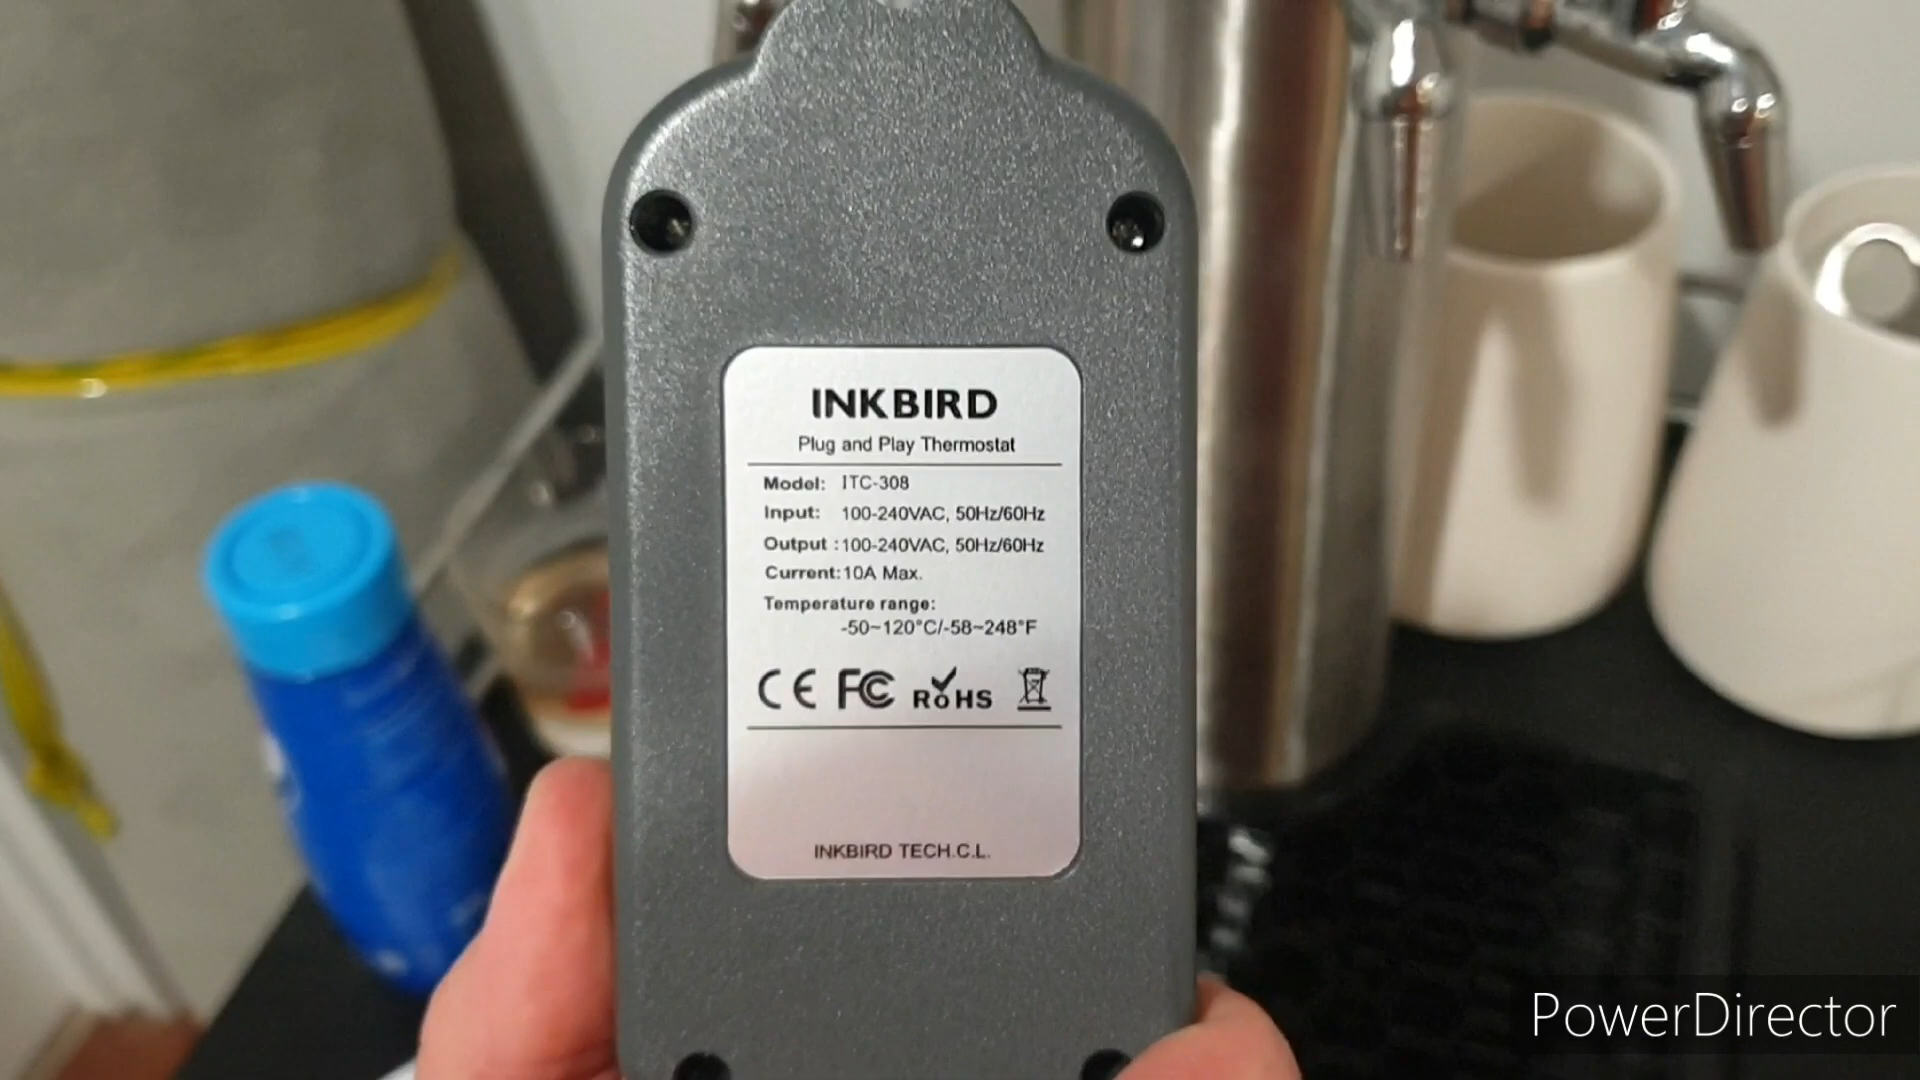 INKBIRD
Plug and Play Thermostat
Model: ITC-308
Input: 100-240VAC, 50Hz/60Hz
Output : 100-240VAC, 50Hz/60Hz
Current: 10A Max.
Temperature range:
-50~120°C/-58~248°F
CE FC RoHS
INKBIRD TECH.C.L.
PowerDirector